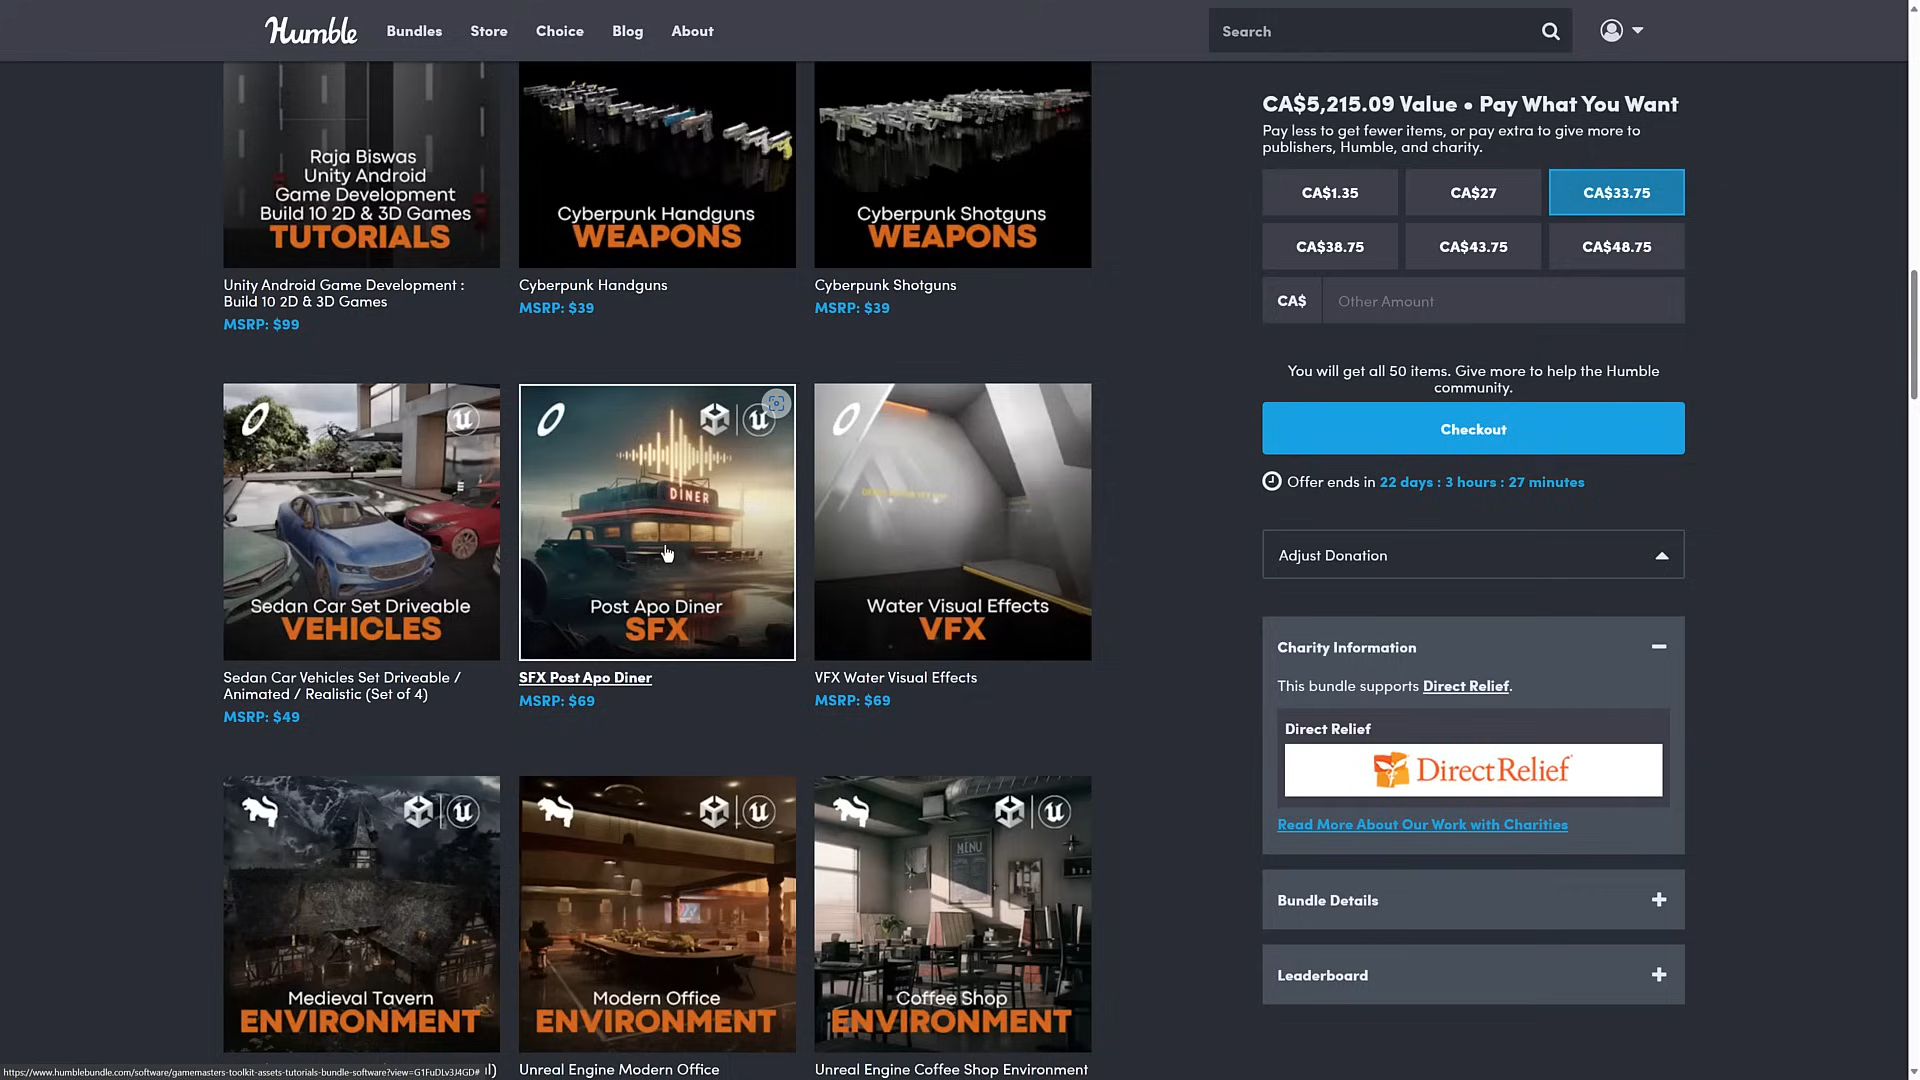 Humble
Bundles
Store
Choice
Blog
About
Search
Raja Biswas
Unity Android
Game Development
Build 10 2D & 3D Games
TUTORIALS
Cyberpunk Handguns
WEAPONS
Cyberpunk Shotguns
WEAPONS
Unity Android Game Development :
Build 10 2D & 3D Games
MSRP: $99
Cyberpunk Handguns
MSRP: $39
Cyberpunk Shotguns
MSRP: $39
Sedan Car Set Driveable
VEHICLES
DINER
Post Apo Diner
SFX
Water Visual Effects
VFX
Sedan Car Vehicles Set Driveable /
Animated / Realistic (Set of 4)
MSRP: $49
SFX Post Apo Diner
MSRP: $69
VFX Water Visual Effects
MSRP: $69
Medieval Tavern
ENVIRONMENT
Modern Office
ENVIRONMENT
MENU
Coffee Shop
ENVIRONMENT
Unreal Engine Modern Office
Unreal Engine Coffee Shop Environment
CA$5,215.09 Value • Pay What You Want
Pay less to get fewer items, or pay extra to give more to
publishers, Humble, and charity.
CA$1.35
CA$27
CA$33.75
CA$38.75
CA$43.75
CA$48.75
CA$
Other Amount
You will get all 50 items. Give more to help the Humble
community.
Checkout
Offer ends in 22 days : 3 hours : 27 minutes
Adjust Donation
Charity Information
This bundle supports Direct Relief.
Direct Relief
DirectRelief
Read More About Our Work with Charities
Bundle Details
Leaderboard
https://www.humblebundle.com/software/gamemasters-toolkit-assets-tutorials-bundle-software?view=G1FuDLv3J4GD#